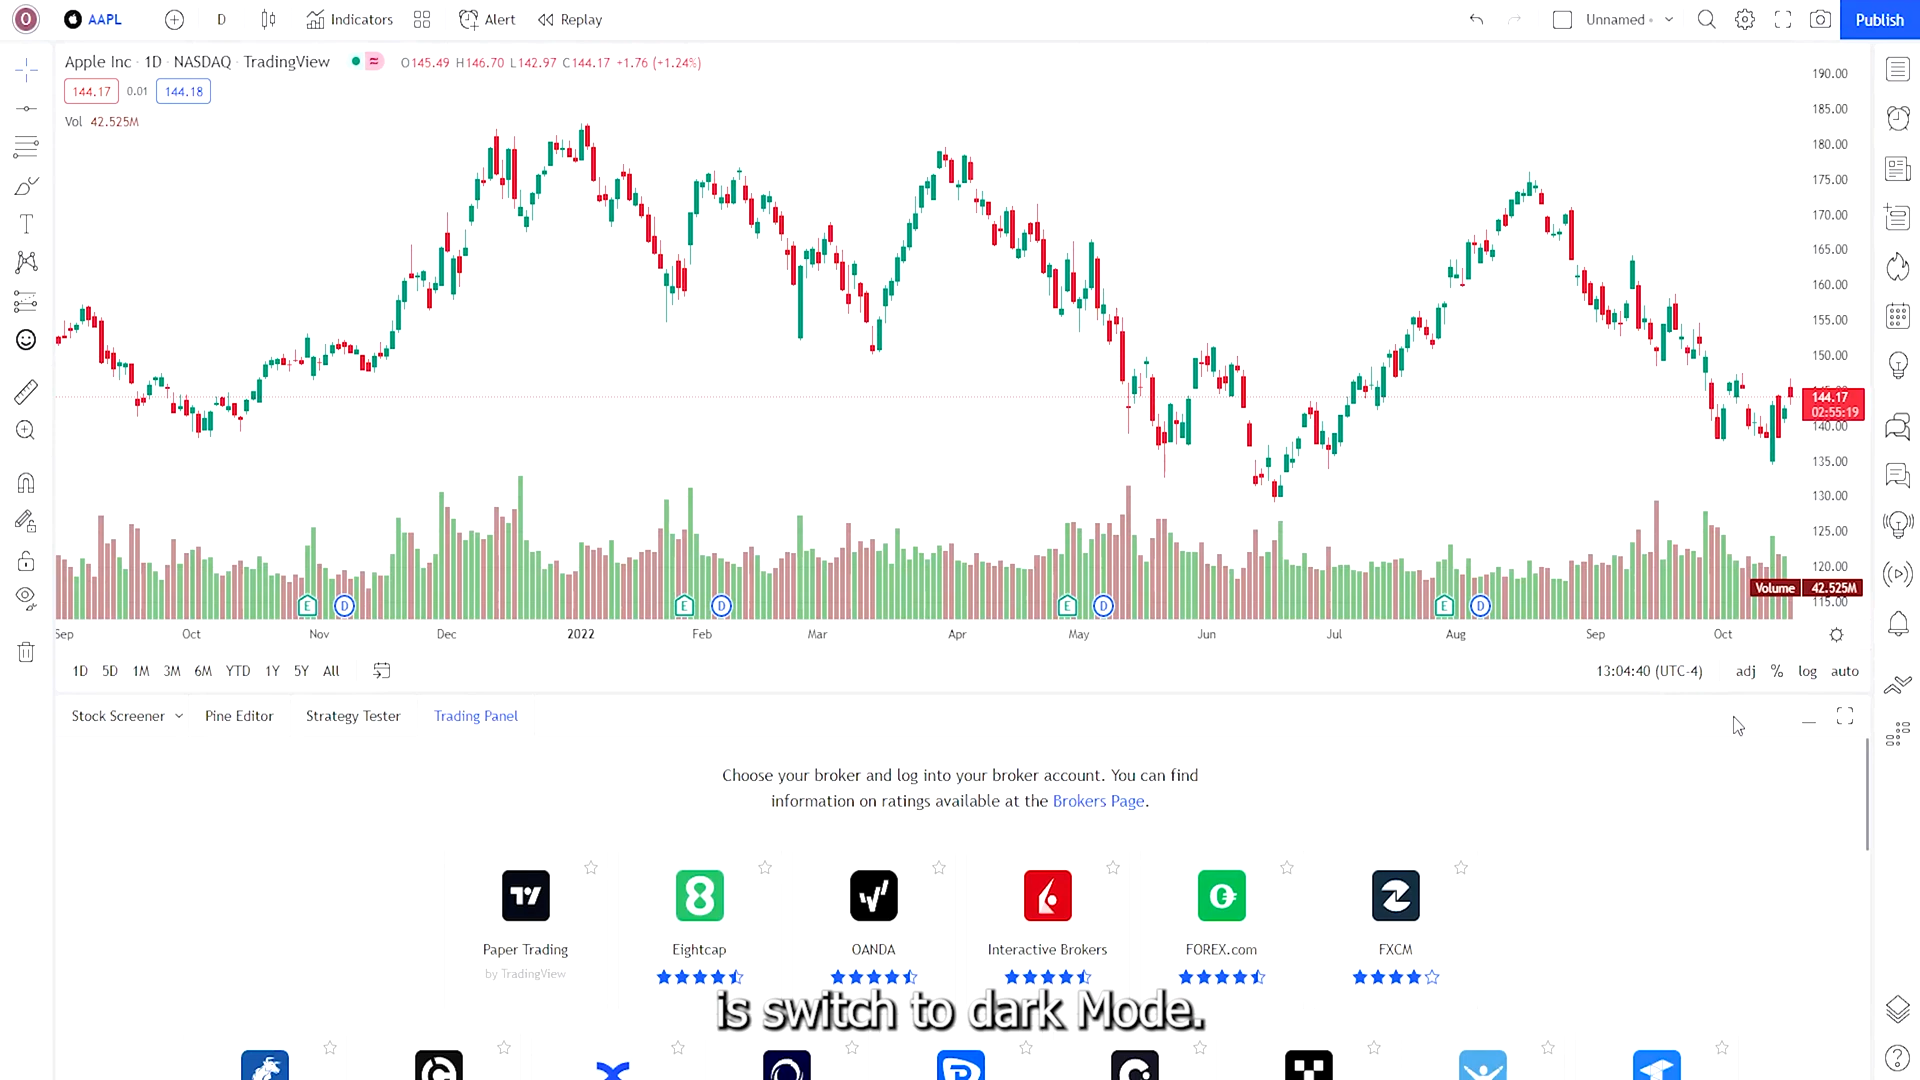 O AAPL D Indicators Alert Replay Unnamed Publish
Apple Inc · 1D · NASDAQ · TradingView O145.49 H146.70 L142.97 C144.17 +1.76 (+1.24%)
144.17 0.01 144.18
Vol 42.525M
190.00
185.00
180.00
175.00
170.00
165.00
160.00
155.00
150.00
144.17
02:55:19
140.00
135.00
130.00
125.00
120.00
Volume 42.525M
115.00
E D E D E D E D
Sep Oct Nov Dec 2022 Feb Mar Apr May Jun Jul Aug Sep Oct
1D 5D 1M 3M 6M YTD 1Y 5Y All 13:04:40 (UTC-4) adj % log auto
Stock Screener Pine Editor Strategy Tester Trading Panel
Choose your broker and log into your broker account. You can find
information on ratings available at the Brokers Page.
Paper Trading Eightcap OANDA Interactive Brokers FOREX.com FXCM
by TradingView
is switch to dark Mode.